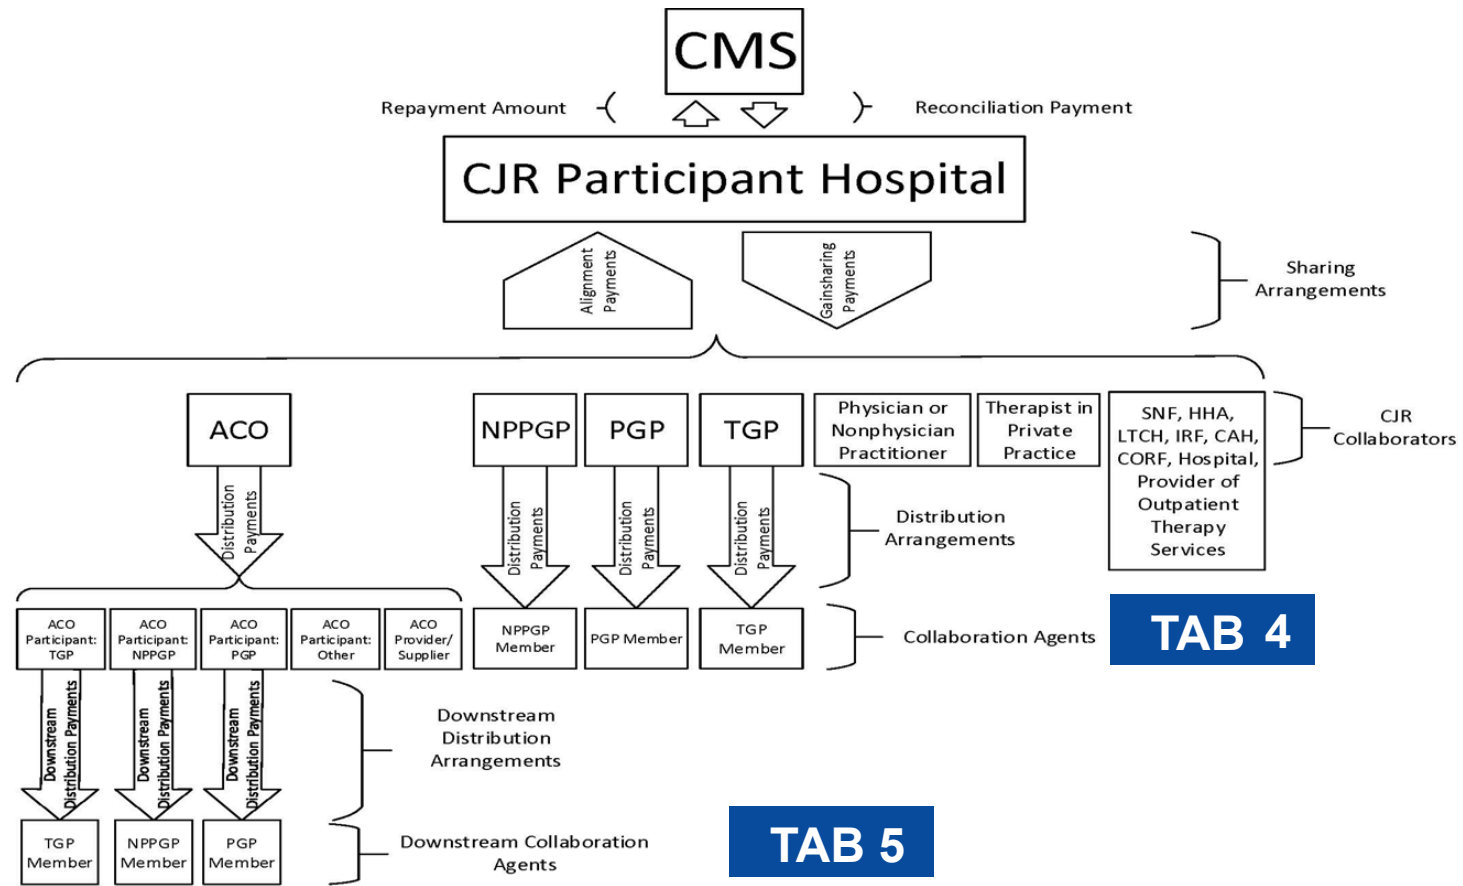 CMS
Repayment Amount
Reconciliation Payment
CJR Participant Hospital
Alignment
Payments
Gainsharing
Payments
Sharing
Arrangements
ACO
NPPGP
PGP
TGP
Physician or
Nonphysician
Practitioner
Therapist in
Private
Practice
SNF, HHA,
LTCH, IRF, CAH,
CORF, Hospital,
Provider of
Outpatient
Therapy
Services
CJR
Collaborators
Distribution
Payments
Distribution
Payments
Distribution
Payments
Distribution
Payments
Distribution
Arrangements
ACO
Participant:
TGP
ACO
Participant:
NPPGP
ACO
Participant:
PGP
ACO
Participant:
Other
ACO
Provider/
Supplier
NPPGP
Member
PGP Member
TGP
Member
Collaboration Agents
TAB 4
Downstream
Distribution Payments
Downstream
Distribution Payments
Downstream
Distribution Payments
Downstream
Distribution
Arrangements
TGP
Member
NPPGP
Member
PGP
Member
Downstream Collaboration
Agents
TAB 5